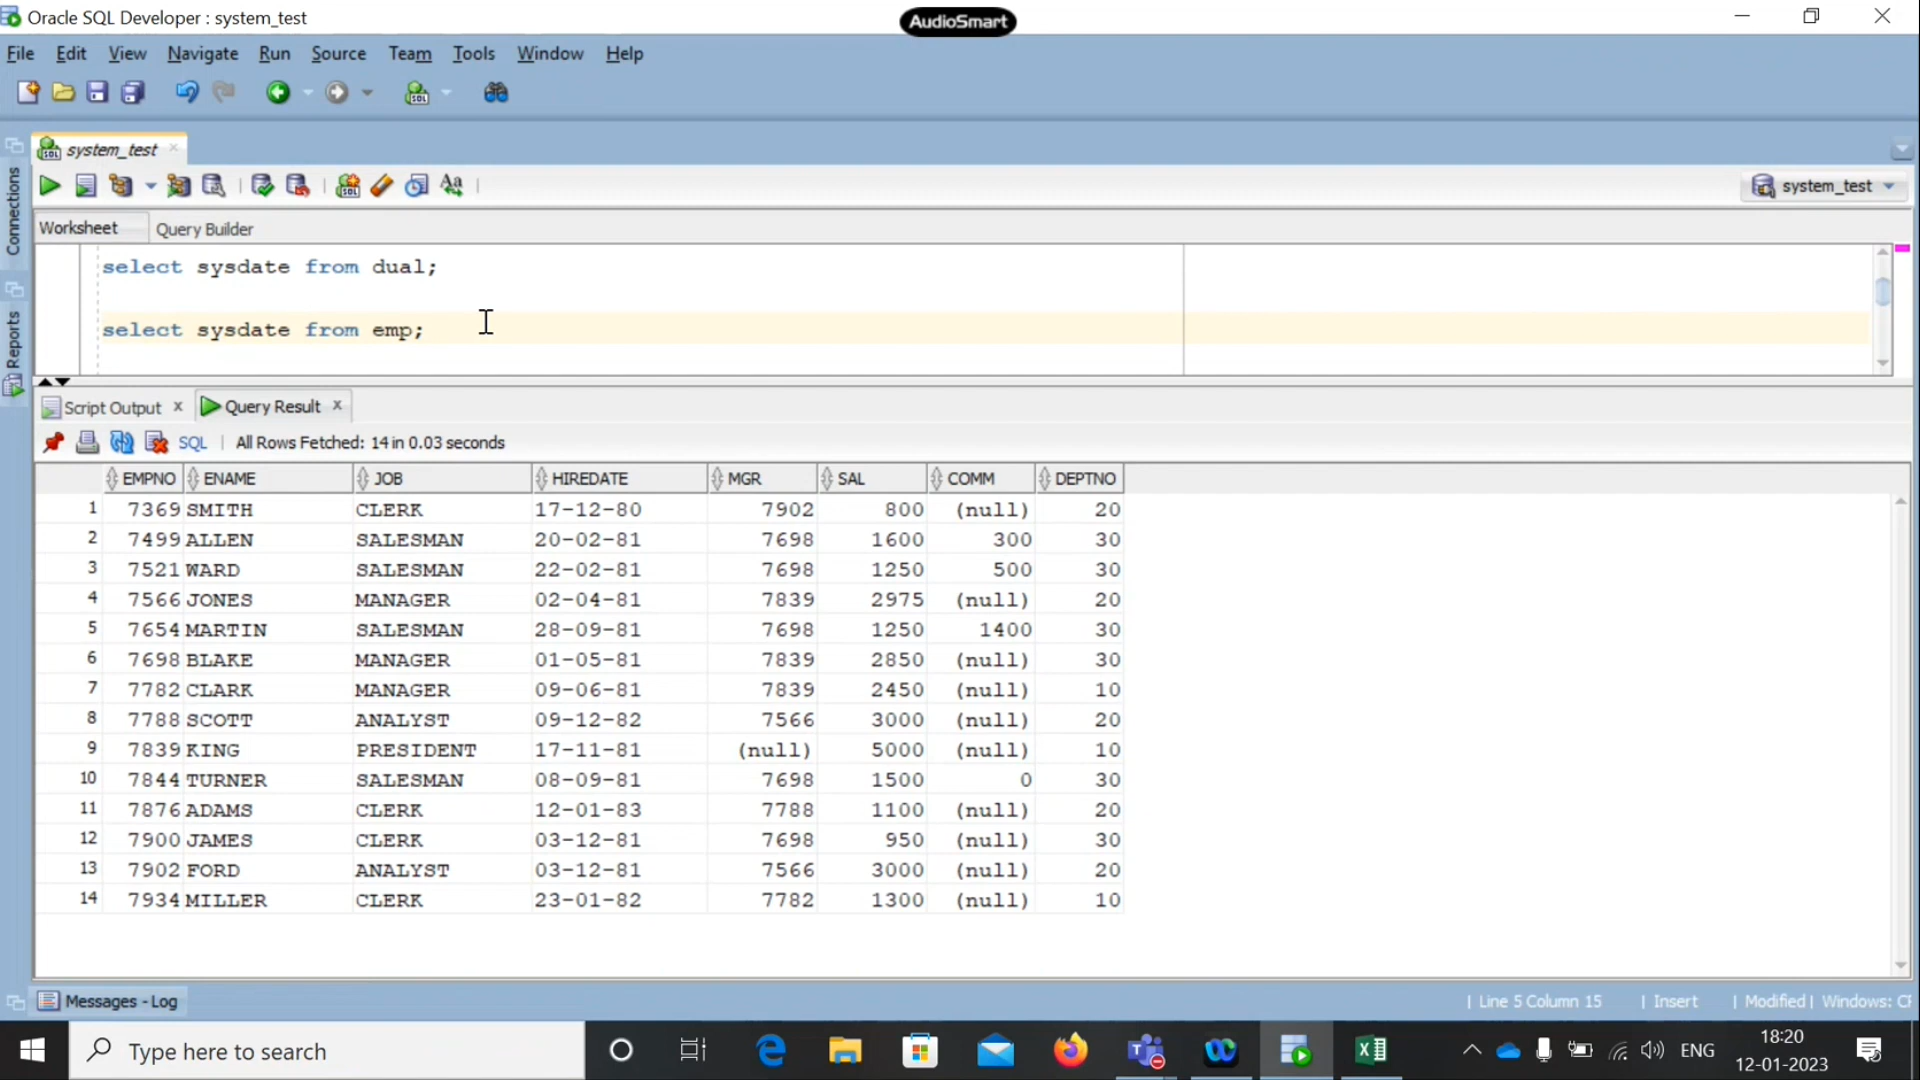 Oracle SQL Developer : system_test
AudioSmart
File Edit View Navigate Run Source Team Tools Window Help
system_test
system_test
Connections
Reports
Worksheet Query Builder
select sysdate from dual;
select sysdate from emp;
Script Output x Query Result x
SQL | All Rows Fetched: 14 in 0.03 seconds
EMPNO ENAME JOB HIREDATE MGR SAL COMM DEPTNO
1 7369 SMITH CLERK 17-12-80 7902 800 (null) 20
2 7499 ALLEN SALESMAN 20-02-81 7698 1600 300 30
3 7521 WARD SALESMAN 22-02-81 7698 1250 500 30
4 7566 JONES MANAGER 02-04-81 7839 2975 (null) 20
5 7654 MARTIN SALESMAN 28-09-81 7698 1250 1400 30
6 7698 BLAKE MANAGER 01-05-81 7839 2850 (null) 30
7 7782 CLARK MANAGER 09-06-81 7839 2450 (null) 10
8 7788 SCOTT ANALYST 09-12-82 7566 3000 (null) 20
9 7839 KING PRESIDENT 17-11-81 (null) 5000 (null) 10
10 7844 TURNER SALESMAN 08-09-81 7698 1500 0 30
11 7876 ADAMS CLERK 12-01-83 7788 1100 (null) 20
12 7900 JAMES CLERK 03-12-81 7698 950 (null) 30
13 7902 FORD ANALYST 03-12-81 7566 3000 (null) 20
14 7934 MILLER CLERK 23-01-82 7782 1300 (null) 10
Messages - Log
| Line 5 Column 15 | Insert | Modified | Windows: CF
Type here to search
ENG
18:20
12-01-2023